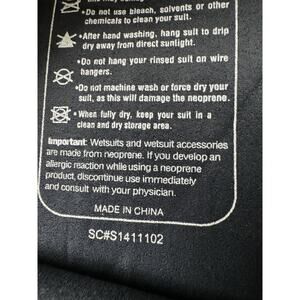 •Do not use bleach, solvents or other
chemicals to clean your suit.
•After hand washing, hang suit to drip
dry away from direct sunlight.
•Do not hang your rinsed suit on wire
hangers.
•Do not machine wash or force dry your
suit, as this will damage the neoprene.
•When fully dry, keep your suit in a
clean and dry storage area.
Important: Wetsuits and wetsuit accessories
are made from neoprene. If you develop an
allergic reaction while using a neoprene
product, discontinue use immediately
and consult with your physician.
MADE IN CHINA
SC#S1411102